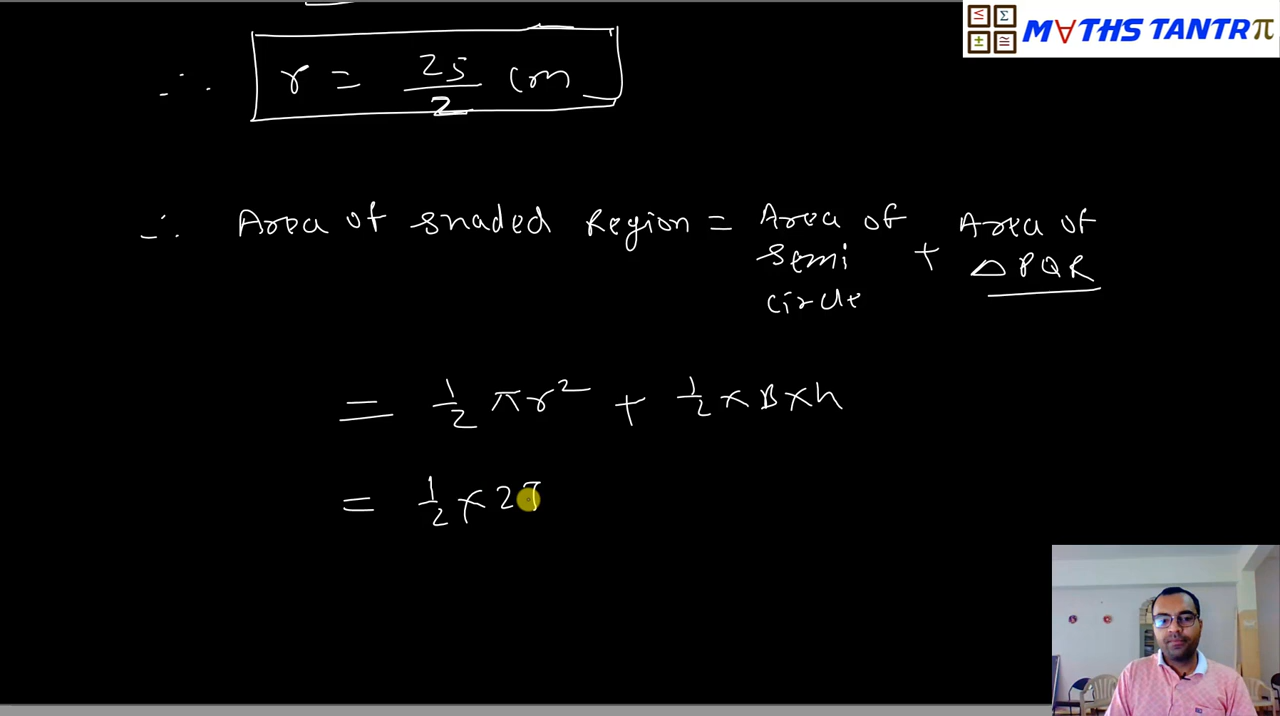 ≤ Σ ± ≅ M∀THS TANTRπ
∴ r = 25/2 cm
∴ Area of shaded Region = Area of semi circle + Area of △PQR
= 1/2 πr² + 1/2 × B × h
= 1/2 × 2